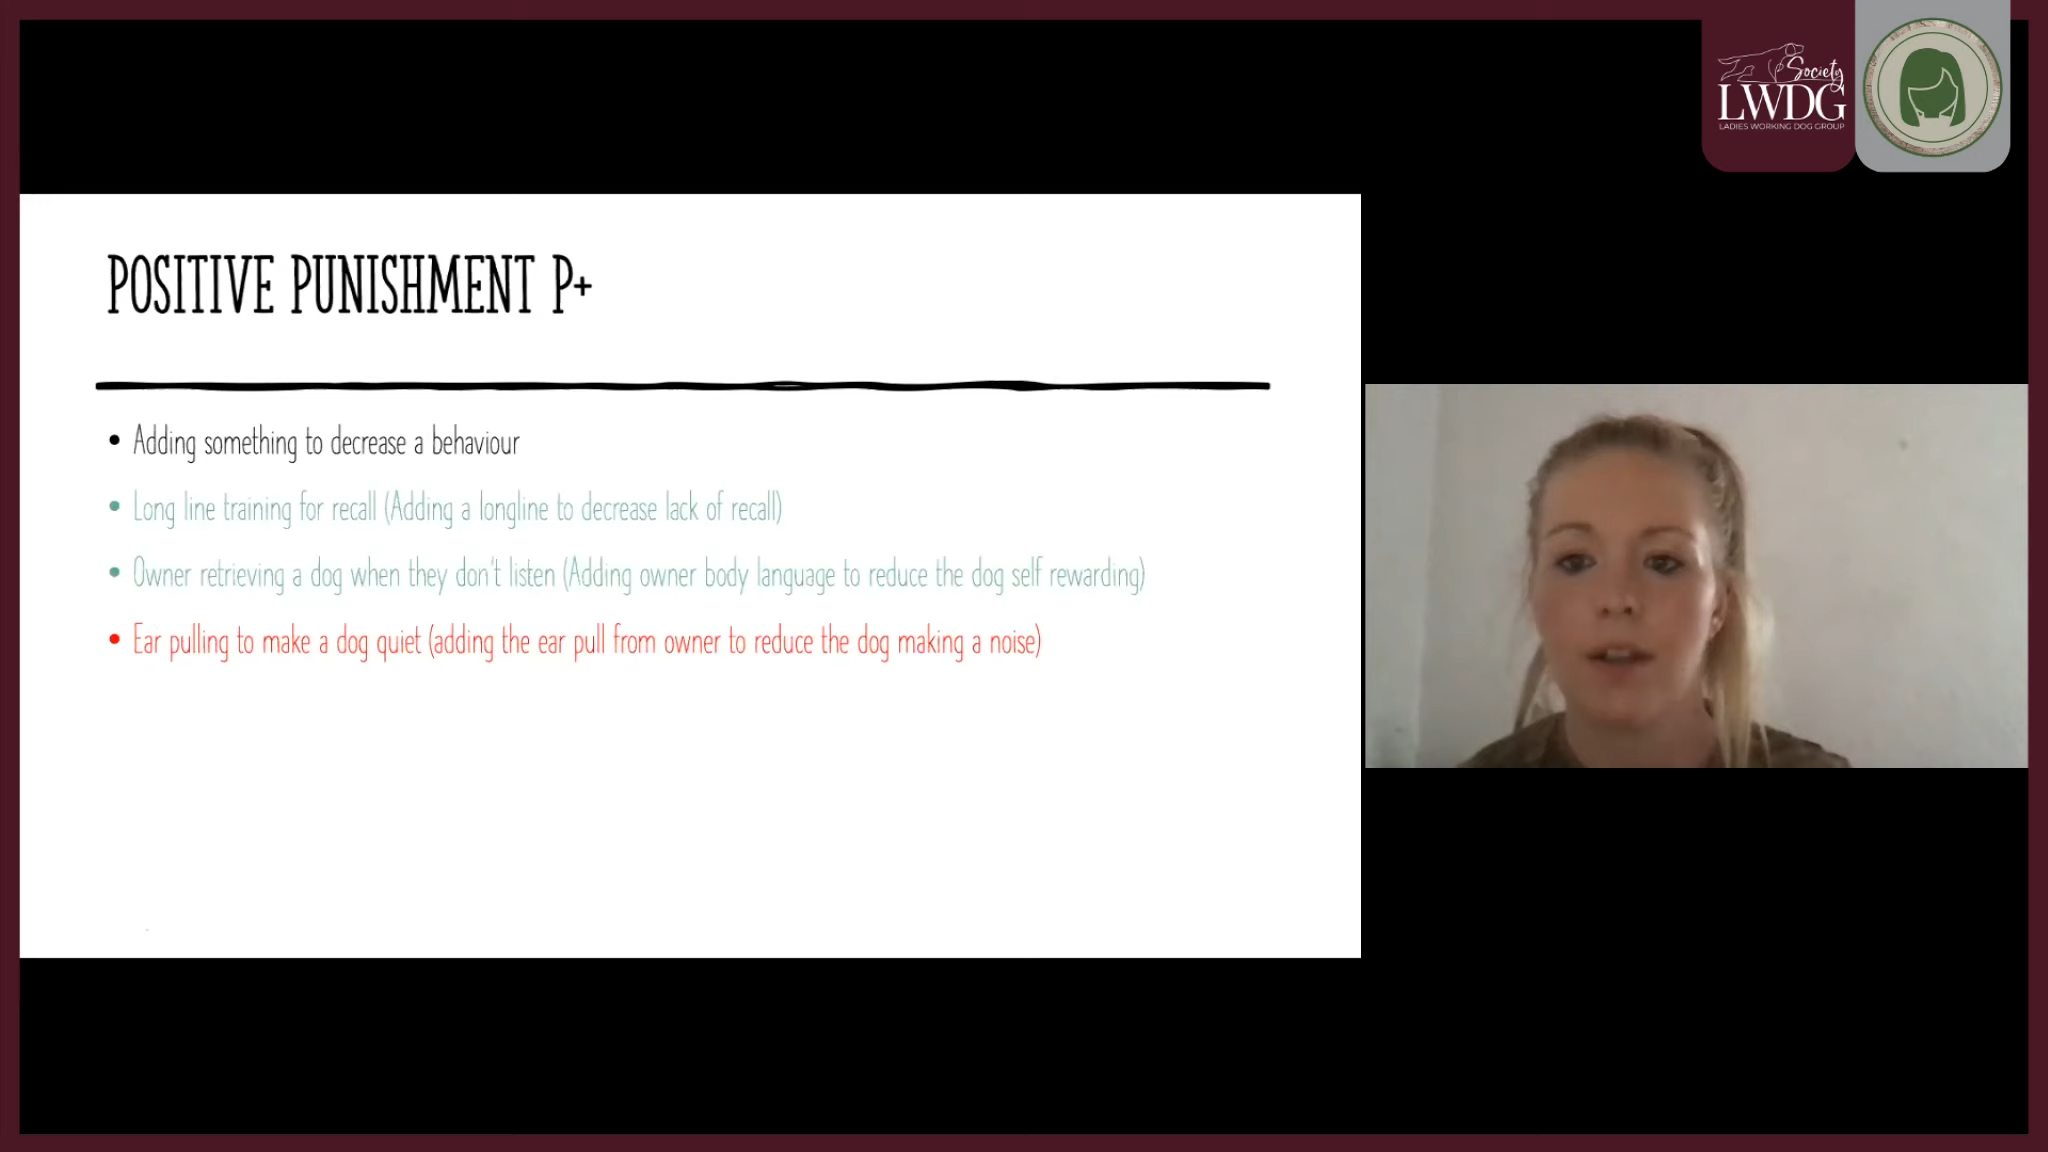 Society
LWDG
LADIES WORKING DOG GROUP
POSITIVE PUNISHMENT P+
• Adding something to decrease a behaviour
• Long line training for recall (Adding a longline to decrease lack of recall)
• Owner retrieving a dog when they don't listen (Adding owner body language to reduce the dog self rewarding)
• Ear pulling to make a dog quiet (adding the ear pull from owner to reduce the dog making a noise)